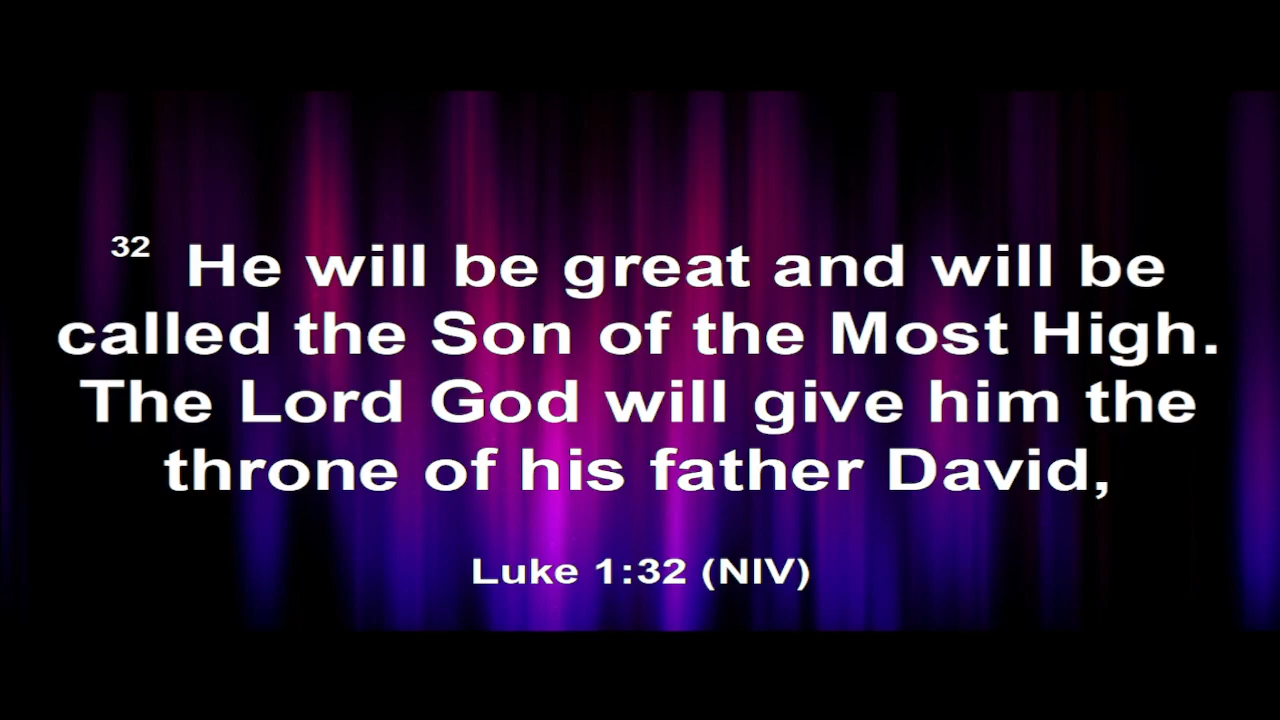 32 He will be great and will be
called the Son of the Most High.
The Lord God will give him the
throne of his father David,
Luke 1:32 (NIV)